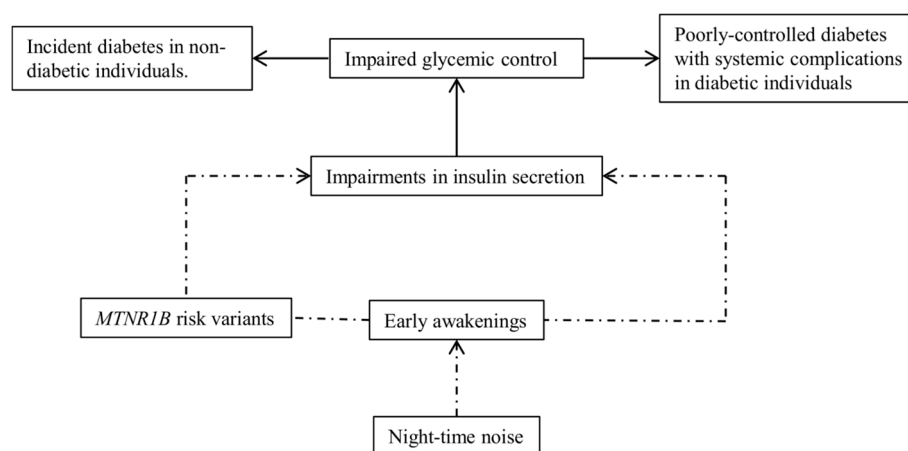 Incident diabetes in non-
diabetic individuals.
Impaired glycemic control
Poorly-controlled diabetes
with systemic complications
in diabetic individuals
Impairments in insulin secretion
MTNR1B risk variants
Early awakenings
Night-time noise